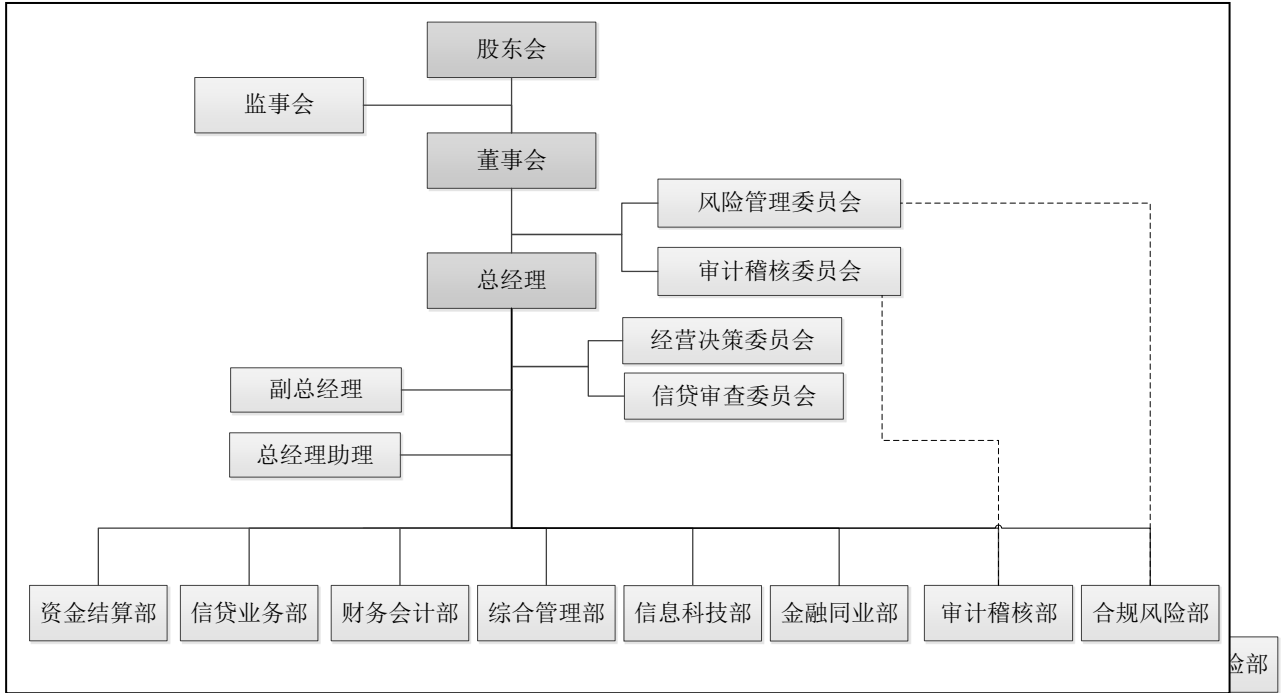 股东会
监事会
董事会
风险管理委员会
审计稽核委员会
总经理
经营决策委员会
信贷审查委员会
副总经理
总经理助理
资金结算部
信贷业务部
财务会计部
综合管理部
信息科技部
金融同业部
审计稽核部
合规风险部
险部